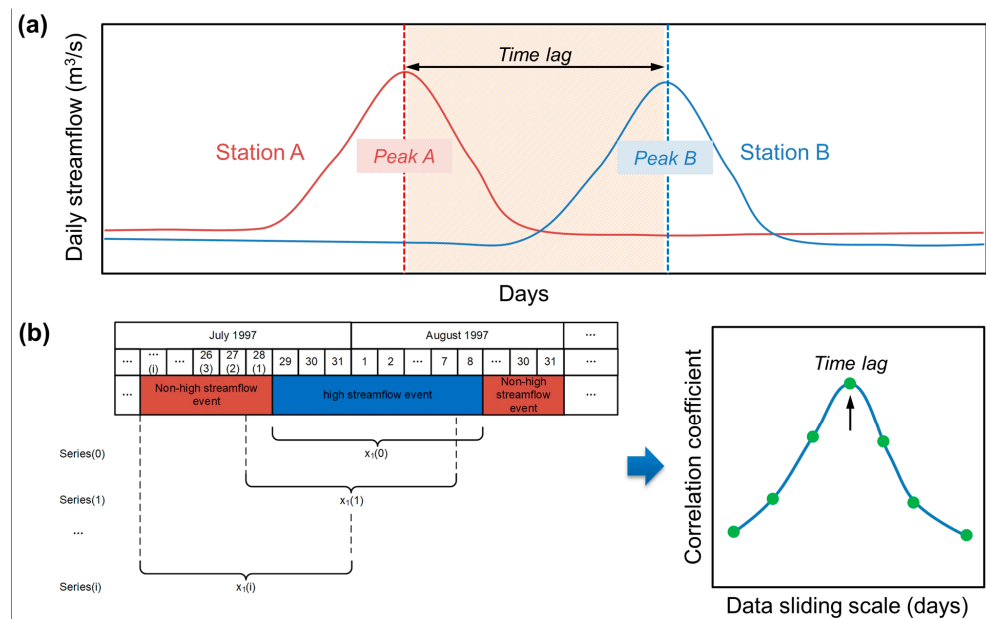 (a)
Daily streamflow (m³/s)
Time lag
Station A
Peak A
Peak B
Station B
Days
(b)
July 1997 August 1997 ...
... ... (i) ... 26 (3) 27 (2) 28 (1) 29 30 31 1 2 ... 7 8 ... 30 31 ...
... Non-high streamflow event high streamflow event Non-high streamflow event ...
Series(0) x₁(0)
Series(1) x₁(1)
...
Series(i) x₁(i)
Correlation coefficient
Time lag
Data sliding scale (days)